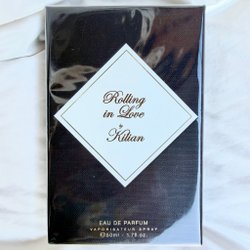 Rolling
in Love
by
Kilian
EAU DE PARFUM
VAPORISATEUR SPRAY
℮50ml - 1.7fl.oz.